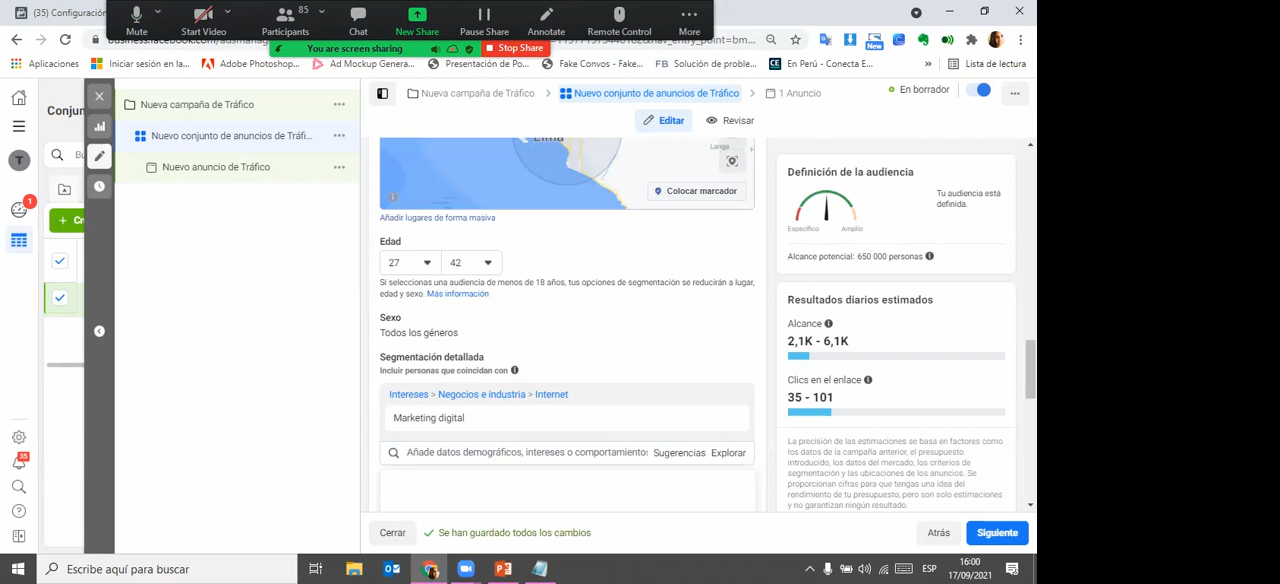 (35) Configura
Mute
Start Video
Participants
85
Chat
New Share
Pause Share
Annotate
Remote Control
More
You are screen sharing
Stop Share
Aplicaciones
Iniciar sesión en la...
Adobe Photoshop...
Ad Mockup Genera...
Presentación de Po...
Fake Convos - Fake...
FB Solución de problе...
En Perú - Conecta E...
»
Lista de lectura
New
Conjun
Nueva campaña de Tráfico
Nuevo conjunto de anuncios de Tráfi...
Nuevo anuncio de Tráfico
Nueva campaña de Tráfico
Nuevo conjunto de anuncios de Tráfico
1 Anuncio
En borrador
Editar
Revisar
T
1
Bu
+ Cr
35
Lima
Langa
Colocar marcador
Añadir lugares de forma masiva
Edad
27
42
Si seleccionas una audiencia de menos de 18 años, tus opciones de segmentación se reducirán a lugar,
edad y sexo. Más información
Sexo
Todos los géneros
Segmentación detallada
Incluir personas que coincidan con
Intereses > Negocios e industria > Internet
Marketing digital
Añade datos demográficos, intereses o comportamiento:
Sugerencias
Explorar
Definición de la audiencia
Tu audiencia está
definida.
Específico
Amplio
Alcance potencial: 650 000 personas
Resultados diarios estimados
Alcance
2,1K - 6,1K
Clics en el enlace
35 - 101
La precisión de las estimaciones se basa en factores como
los datos de la campaña anterior, el presupuesto
introducido, los datos del mercado, los criterios de
segmentación y las ubicaciones de los anuncios. Se
proporcionan cifras para que tengas una idea del
rendimiento de tu presupuesto, pero son solo estimaciones
y no garantizan ningún resultado.
Cerrar
Se han guardado todos los cambios
Atrás
Siguiente
Escribe aquí para buscar
ESP
16:00
17/09/2021